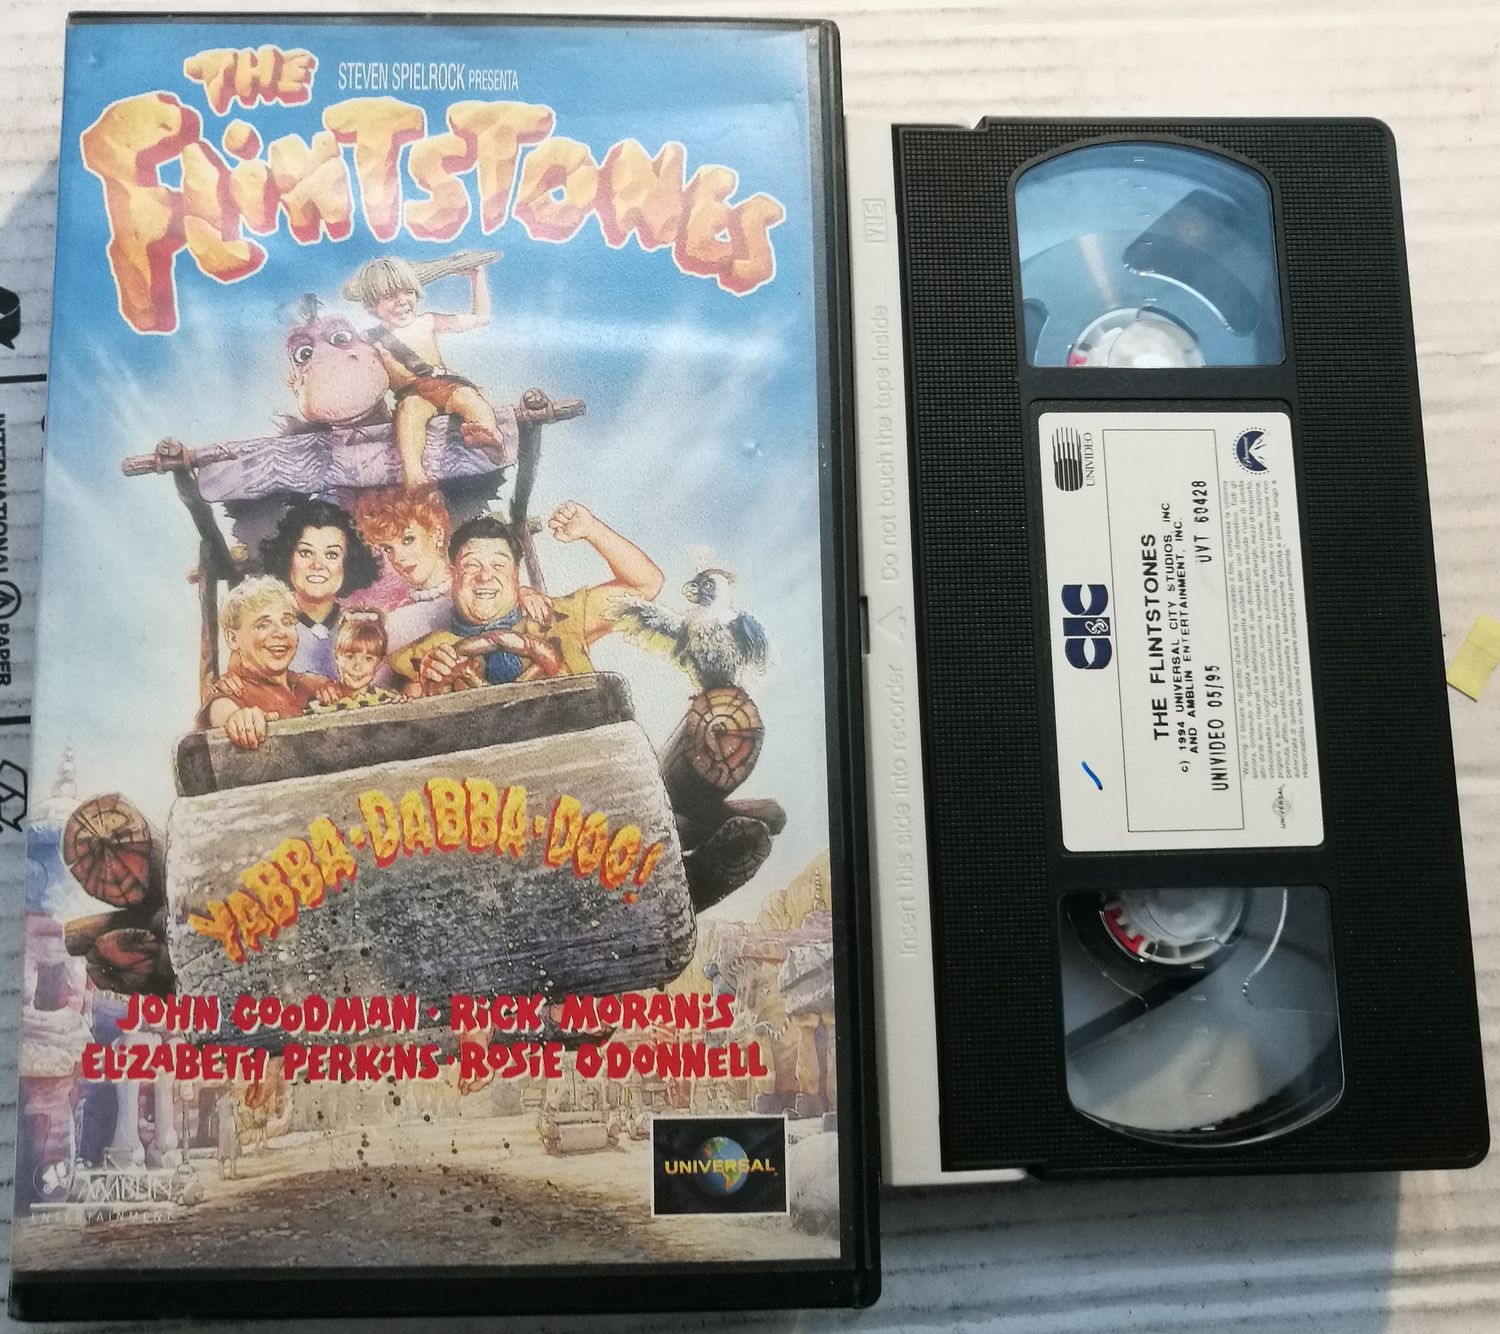 THE
STEVEN SPIELROCK PRESENTA
FLINTSTONES
YABBA-DABBA-DOO!
JOHN GOODMAN · RICK MORANIS
ELIZABETH PERKINS · ROSIE O'DONNELL
AMBLIN
ENTERTAINMENT
UNIVERSAL
INTERNATIONAL PAPER
VHS
Do not touch the tape inside
Insert this side into recorder
UNIVIDEO
CIC
Paramount
UNIVERSAL
THE FLINTSTONES
c) 1994 UNIVERSAL CITY STUDIOS, INC
AND AMBLIN ENTERTAINMENT, INC.
UNIVIDEO 05/95 UVT 60428